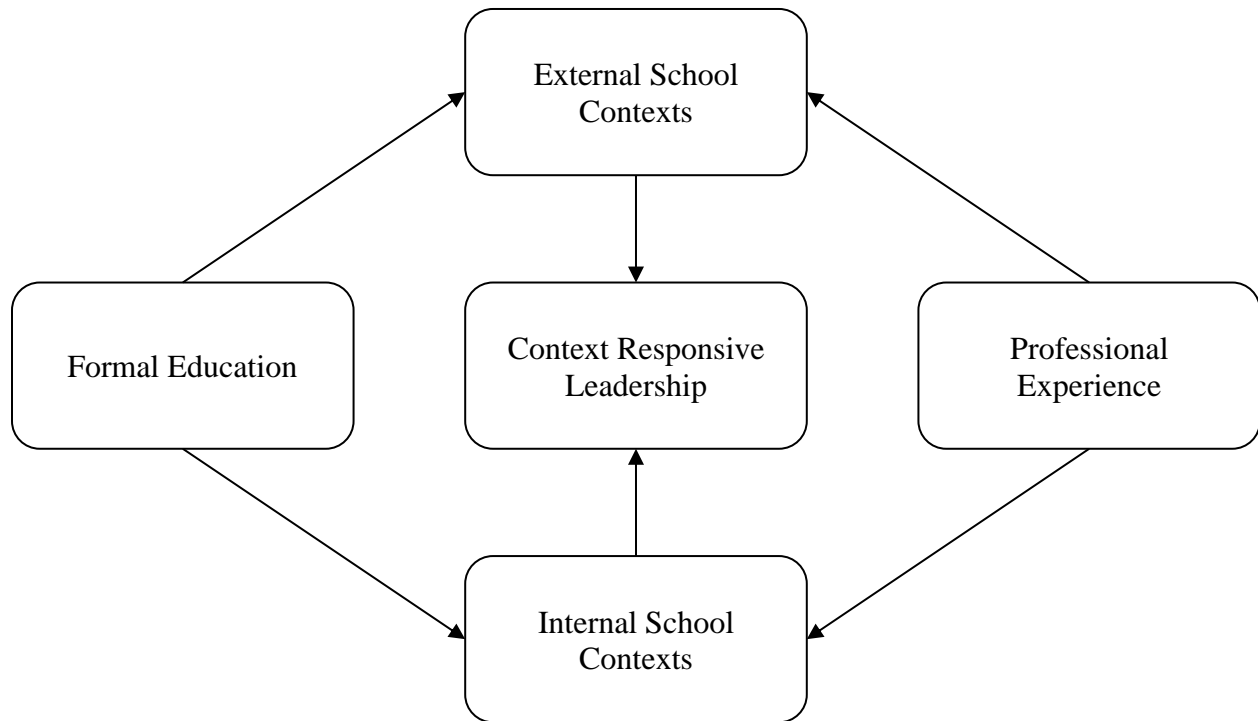 External School
Contexts
Formal Education
Context Responsive
Leadership
Professional
Experience
Internal School
Contexts